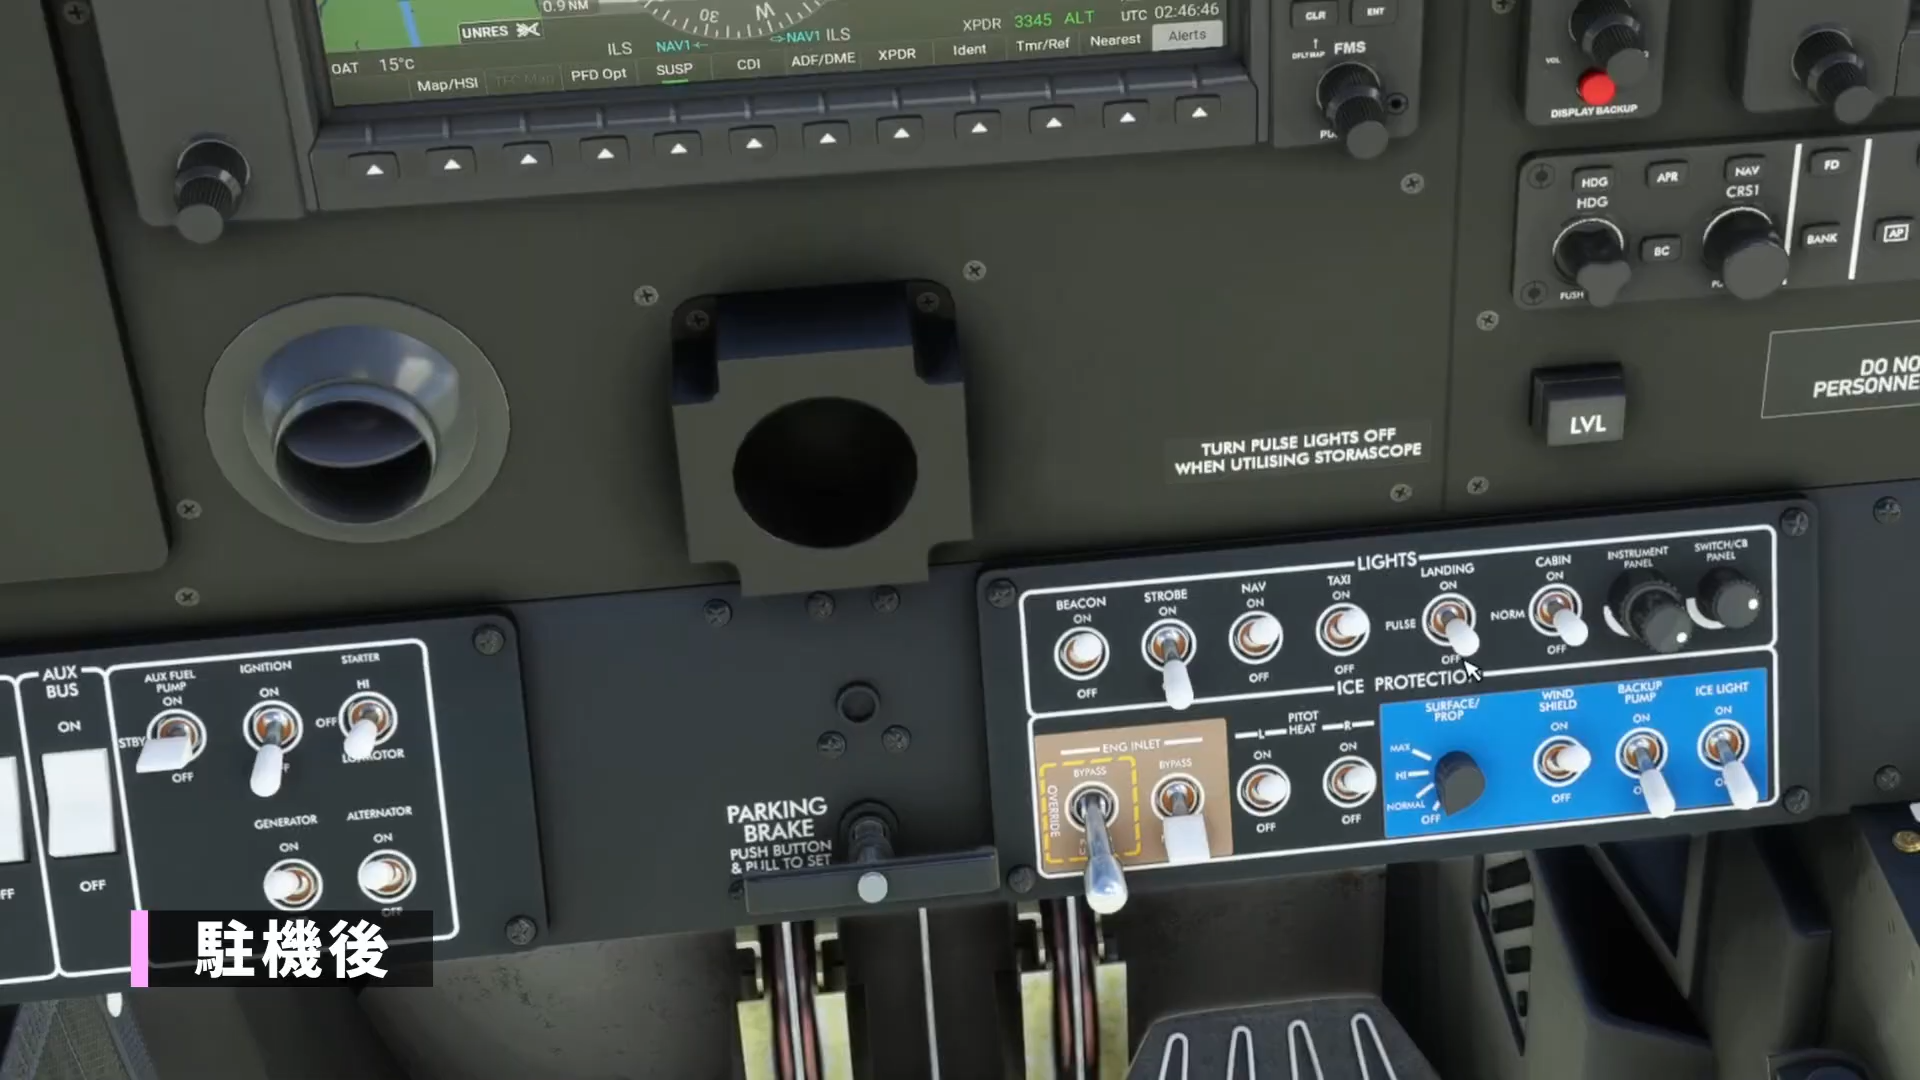 0.9 NM
UNRES
ILS NAV1 NAV1 ILS XPDR 3345 ALT UTC 02:46:46
OAT 15°C
Map/HSI PFD Opt SUSP CDI ADF/DME XPDR Ident Tmr/Ref Nearest Alerts
CLR ENT
DFLT MAP FMS
VOL
DISPLAY BACKUP
HDG APR NAV FD
HDG CRS1
BC BANK AP
PUSH
LVL
DO NO
PERSONNE
TURN PULSE LIGHTS OFF
WHEN UTILISING STORMSCOPE
LIGHTS
BEACON STROBE NAV TAXI LANDING CABIN INSTRUMENT PANEL SWITCH/CB PANEL
ON ON ON ON ON ON
PULSE NORM
OFF OFF OFF OFF OFF
ICE PROTECTION
ENG INLET
BYPASS BYPASS
OVERRIDE
PITOT HEAT
L R
ON ON
OFF OFF
SURFACE/PROP
MAX
HI
NORMAL
OFF
WIND SHIELD
ON
OFF
BACKUP PUMP
ON
ICE LIGHT
ON
AUX BUS
ON
OFF
AUX FUEL PUMP
ON
STBY
OFF
IGNITION
ON
STARTER
HI
OFF
GENERATOR
ON
ALTERNATOR
ON
OFF
PARKING
BRAKE
PUSH BUTTON
& PULL TO SET
駐機後